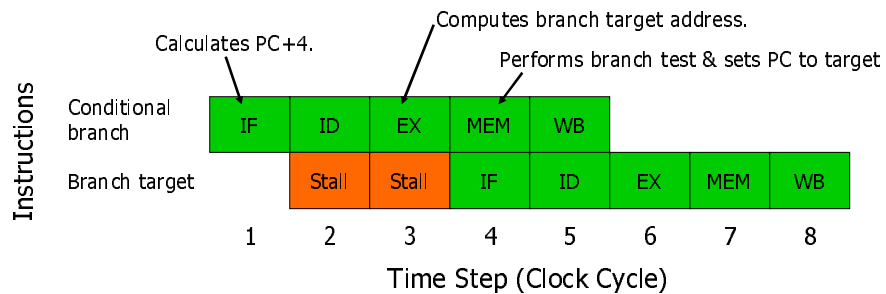 Computes branch target address.
Calculates PC+4.
Performs branch test & sets PC to target
Instructions
Conditional
branch
IF ID EX MEM WB
Branch target
Stall Stall IF ID EX MEM WB
1 2 3 4 5 6 7 8
Time Step (Clock Cycle)